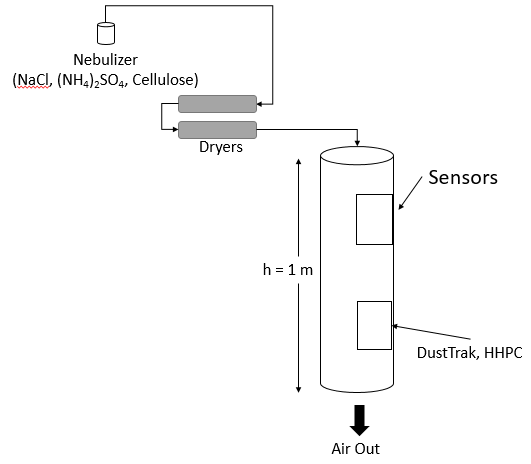 Nebulizer
(NaCl, (NH₄)₂SO₄, Cellulose)
Dryers
Sensors
h = 1 m
DustTrak, HHPC
Air Out